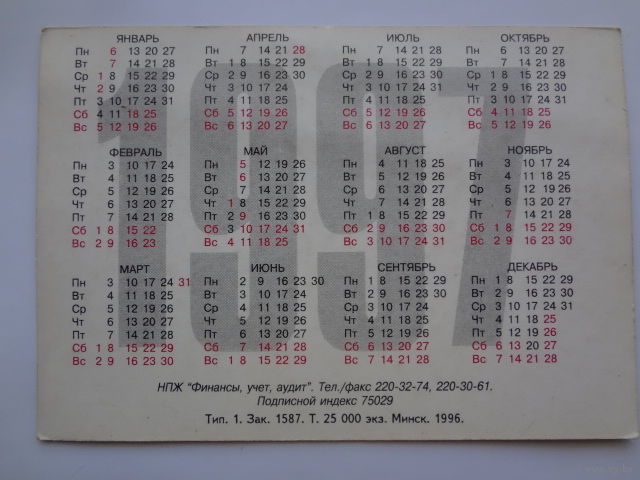 ЯНВАРЬ
Пн 6 13 20 27
Вт 7 14 21 28
Ср 1 8 15 22 29
Чт 2 9 16 23 30
Пт 3 10 17 24 31
Сб 4 11 18 25
Вс 5 12 19 26
АПРЕЛЬ
Пн 7 14 21 28
Вт 1 8 15 22 29
Ср 2 9 16 23 30
Чт 3 10 17 24
Пт 4 11 18 25
Сб 5 12 19 26
Вс 6 13 20 27
ИЮЛЬ
Пн 7 14 21 28
Вт 1 8 15 22 29
Ср 2 9 16 23 30
Чт 3 10 17 24 31
Пт 4 11 18 25
Сб 5 12 19 26
Вс 6 13 20 27
ОКТЯБРЬ
Пн 6 13 20 27
Вт 7 14 21 28
Ср 1 8 15 22 29
Чт 2 9 16 23 30
Пт 3 10 17 24 31
Сб 4 11 18 25
Вс 5 12 19 26
1997
ФЕВРАЛЬ
Пн 3 10 17 24
Вт 4 11 18 25
Ср 5 12 19 26
Чт 6 13 20 27
Пт 7 14 21 28
Сб 1 8 15 22
Вс 2 9 16 23
МАЙ
Пн 5 12 19 26
Вт 6 13 20 27
Ср 7 14 21 28
Чт 1 8 15 22 29
Пт 2 9 16 23 30
Сб 3 10 17 24 31
Вс 4 11 18 25
АВГУСТ
Пн 4 11 18 25
Вт 5 12 19 26
Ср 6 13 20 27
Чт 7 14 21 28
Пт 1 8 15 22 29
Сб 2 9 16 23 30
Вс 3 10 17 24 31
НОЯБРЬ
Пн 3 10 17 24
Вт 4 11 18 25
Ср 5 12 19 26
Чт 6 13 20 27
Пт 7 14 21 28
Сб 1 8 15 22 29
Вс 2 9 16 23 30
МАРТ
Пн 3 10 17 24 31
Вт 4 11 18 25
Ср 5 12 19 26
Чт 6 13 20 27
Пт 7 14 21 28
Сб 1 8 15 22 29
Вс 2 9 16 23 30
ИЮНЬ
Пн 2 9 16 23 30
Вт 3 10 17 24
Ср 4 11 18 25
Чт 5 12 19 26
Пт 6 13 20 27
Сб 7 14 21 28
Вс 1 8 15 22 29
СЕНТЯБРЬ
Пн 1 8 15 22 29
Вт 2 9 16 23 30
Ср 3 10 17 24
Чт 4 11 18 25
Пт 5 12 19 26
Сб 6 13 20 27
Вс 7 14 21 28
ДЕКАБРЬ
Пн 1 8 15 22 29
Вт 2 9 16 23 30
Ср 3 10 17 24 31
Чт 4 11 18 25
Пт 5 12 19 26
Сб 6 13 20 27
Вс 7 14 21 28
НПЖ "Финансы, учет, аудит". Тел./факс 220-32-74, 220-30-61.
Подписной индекс 75029
Тип. 1. Зак. 1587. Т. 25 000 экз. Минск. 1996.